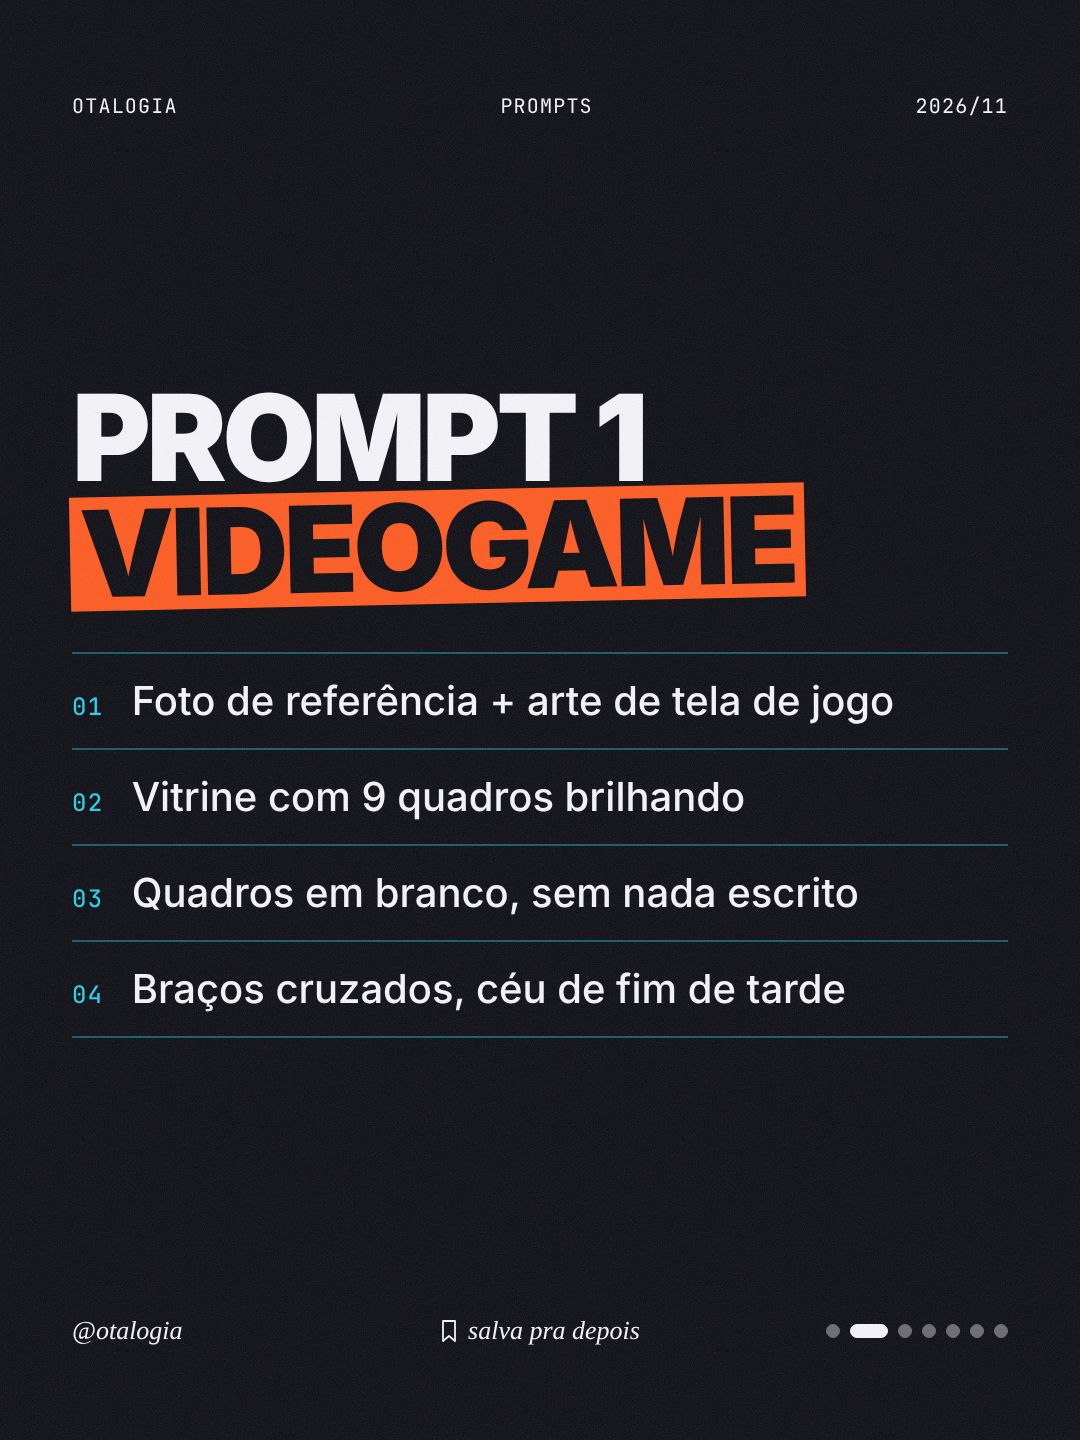 OTALOGIA PROMPTS 2026/11
PROMPT 1
VIDEOGAME
01 Foto de referência + arte de tela de jogo
02 Vitrine com 9 quadros brilhando
03 Quadros em branco, sem nada escrito
04 Braços cruzados, céu de fim de tarde
@otalogia salva pra depois